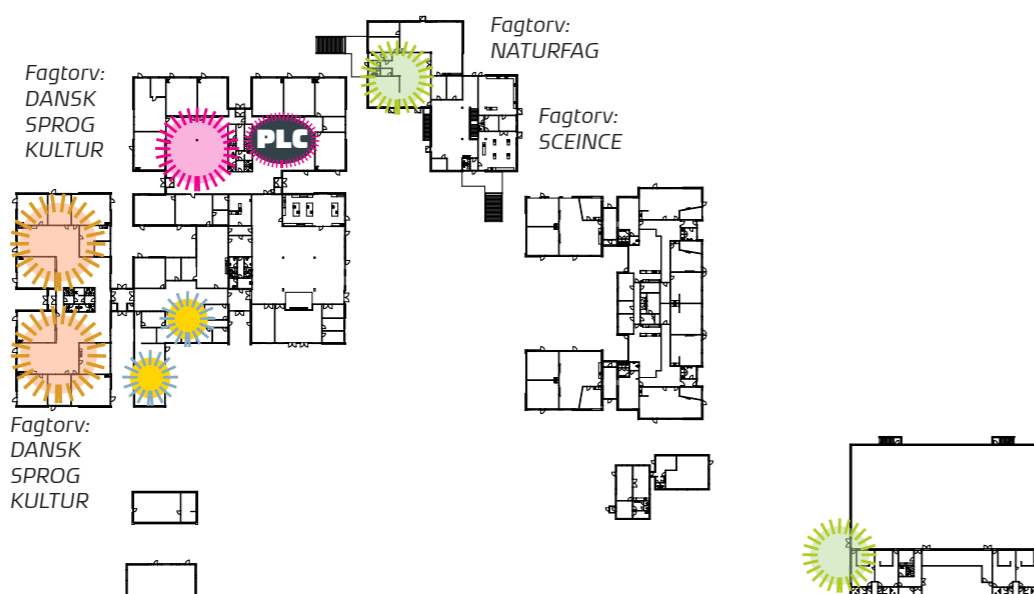 Fagtorv:
NATURFAG
Fagtorv:
DANSK
SPROG
KULTUR
Fagtorv:
SCEINCE
PLC
Fagtorv:
DANSK
SPROG
KULTUR